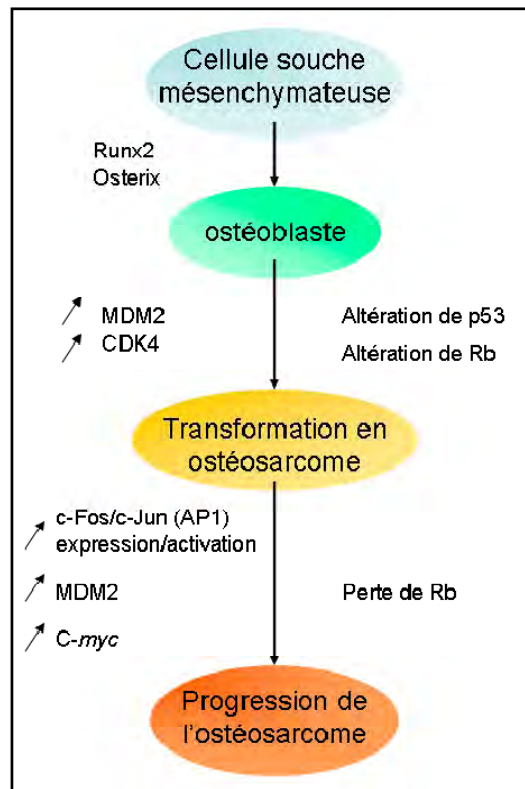 Cellule souche
mésenchymateuse
Runx2
Osterix
ostéoblaste
MDM2
CDK4
Altération de p53
Altération de Rb
Transformation en
ostéosarcome
c-Fos/c-Jun (AP1)
expression/activation
MDM2
C-myc
Perte de Rb
Progression de
l'ostéosarcome